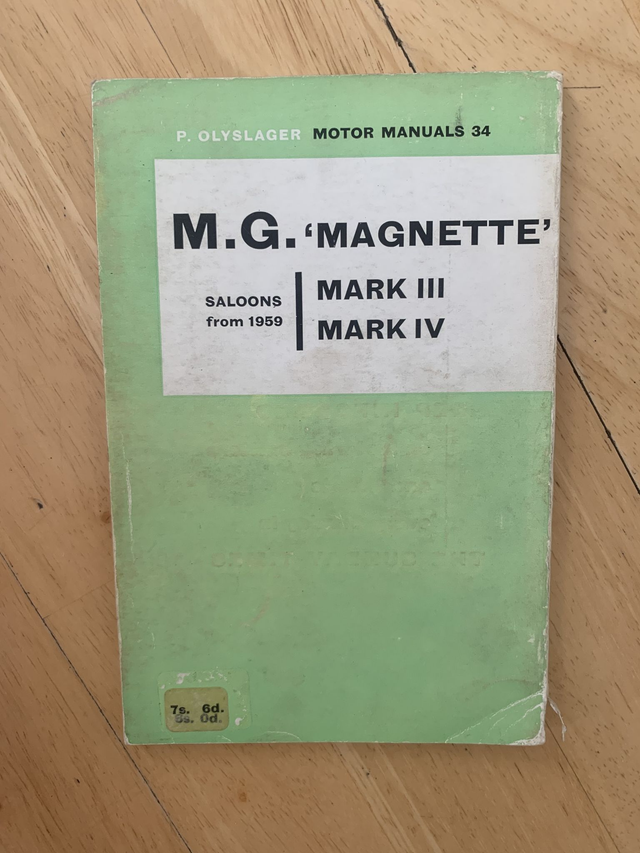 P. OLYSLAGER MOTOR MANUALS 34
M.G. ‘MAGNETTE’
SALOONS
from 1959
MARK III
MARK IV
7s. 6d.
6s. 0d.